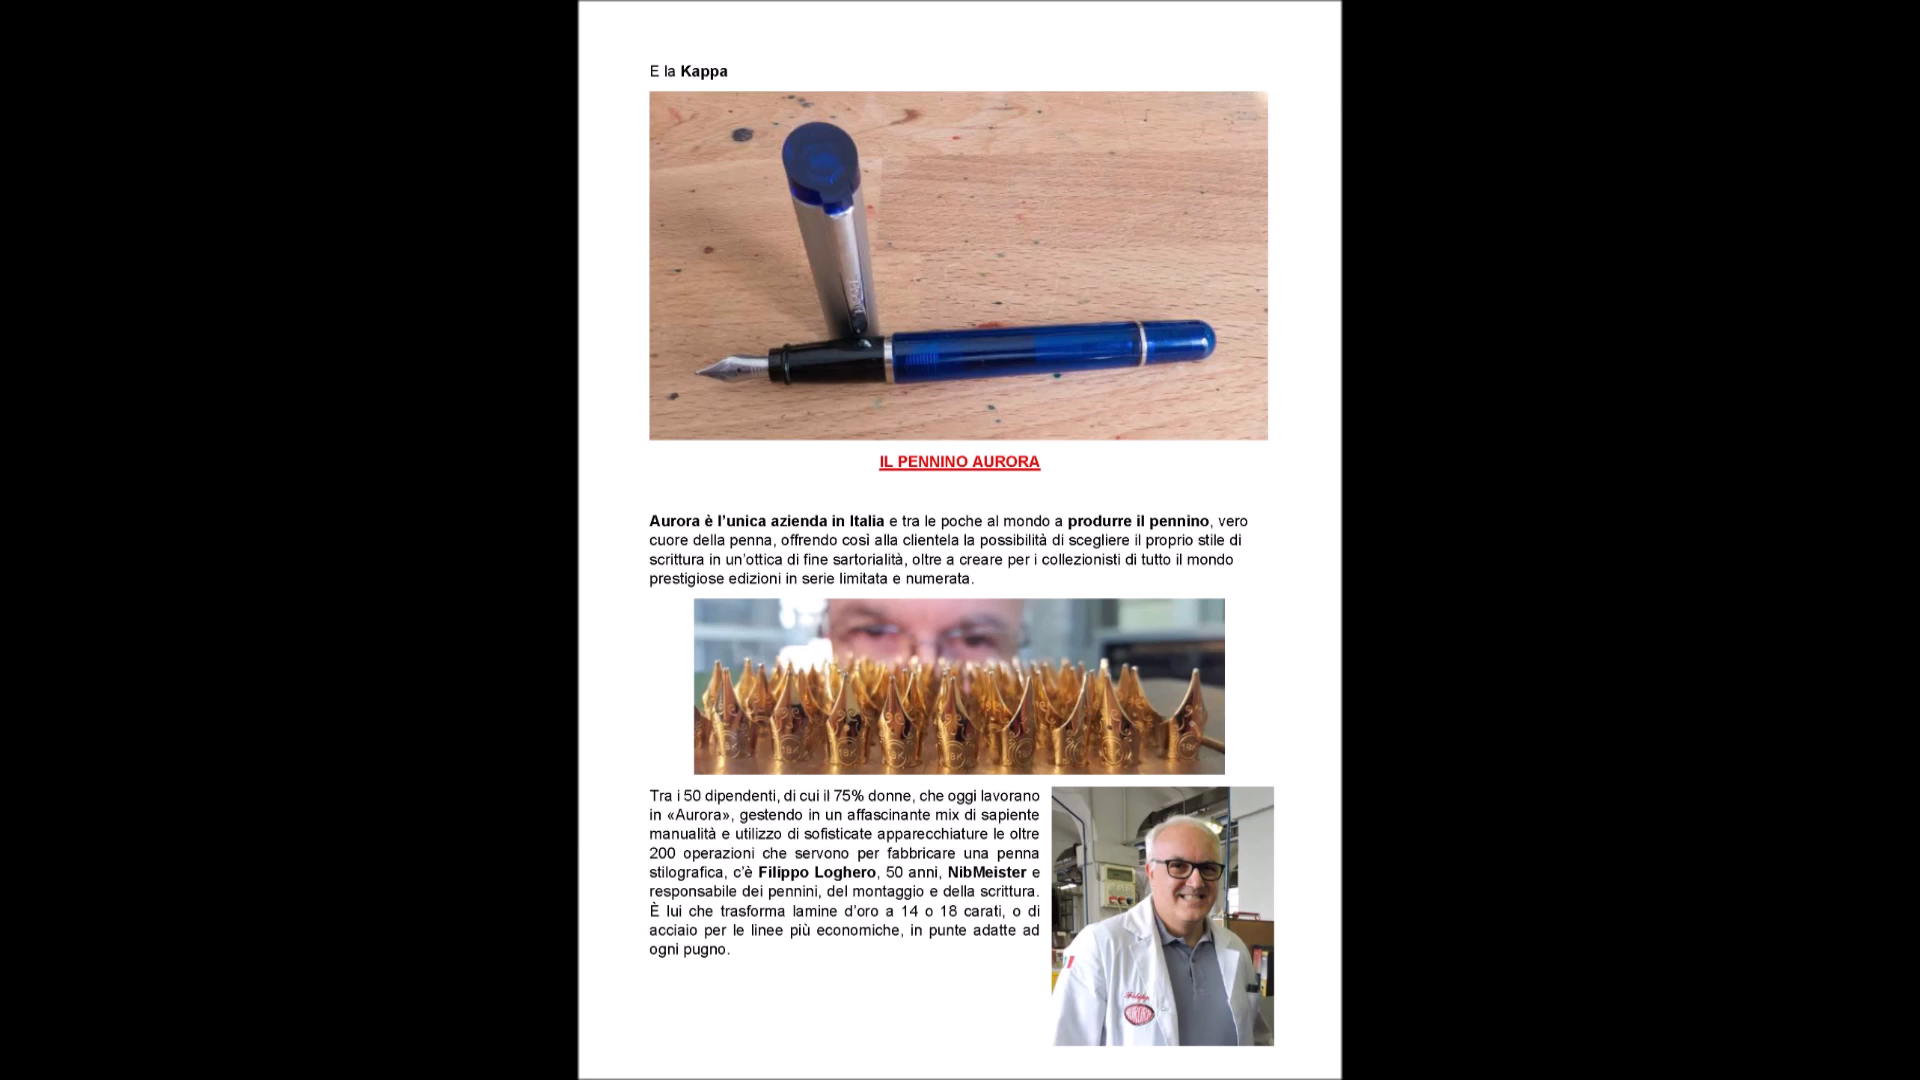 E la Kappa
IL PENNINO AURORA
Aurora è l’unica azienda in Italia e tra le poche al mondo a produrre il pennino, vero
cuore della penna, offrendo così alla clientela la possibilità di scegliere il proprio stile di
scrittura in un’ottica di fine sartorialità, oltre a creare per i collezionisti di tutto il mondo
prestigiose edizioni in serie limitata e numerata.
18K
18K
18K
18K
18K
Tra i 50 dipendenti, di cui il 75% donne, che oggi lavorano
in «Aurora», gestendo in un affascinante mix di sapiente
manualità e utilizzo di sofisticate apparecchiature le oltre
200 operazioni che servono per fabbricare una penna
stilografica, c’è Filippo Loghero, 50 anni, NibMeister e
responsabile dei pennini, del montaggio e della scrittura.
È lui che trasforma lamine d’oro a 14 o 18 carati, o di
acciaio per le linee più economiche, in punte adatte ad
ogni pugno.
AURORA